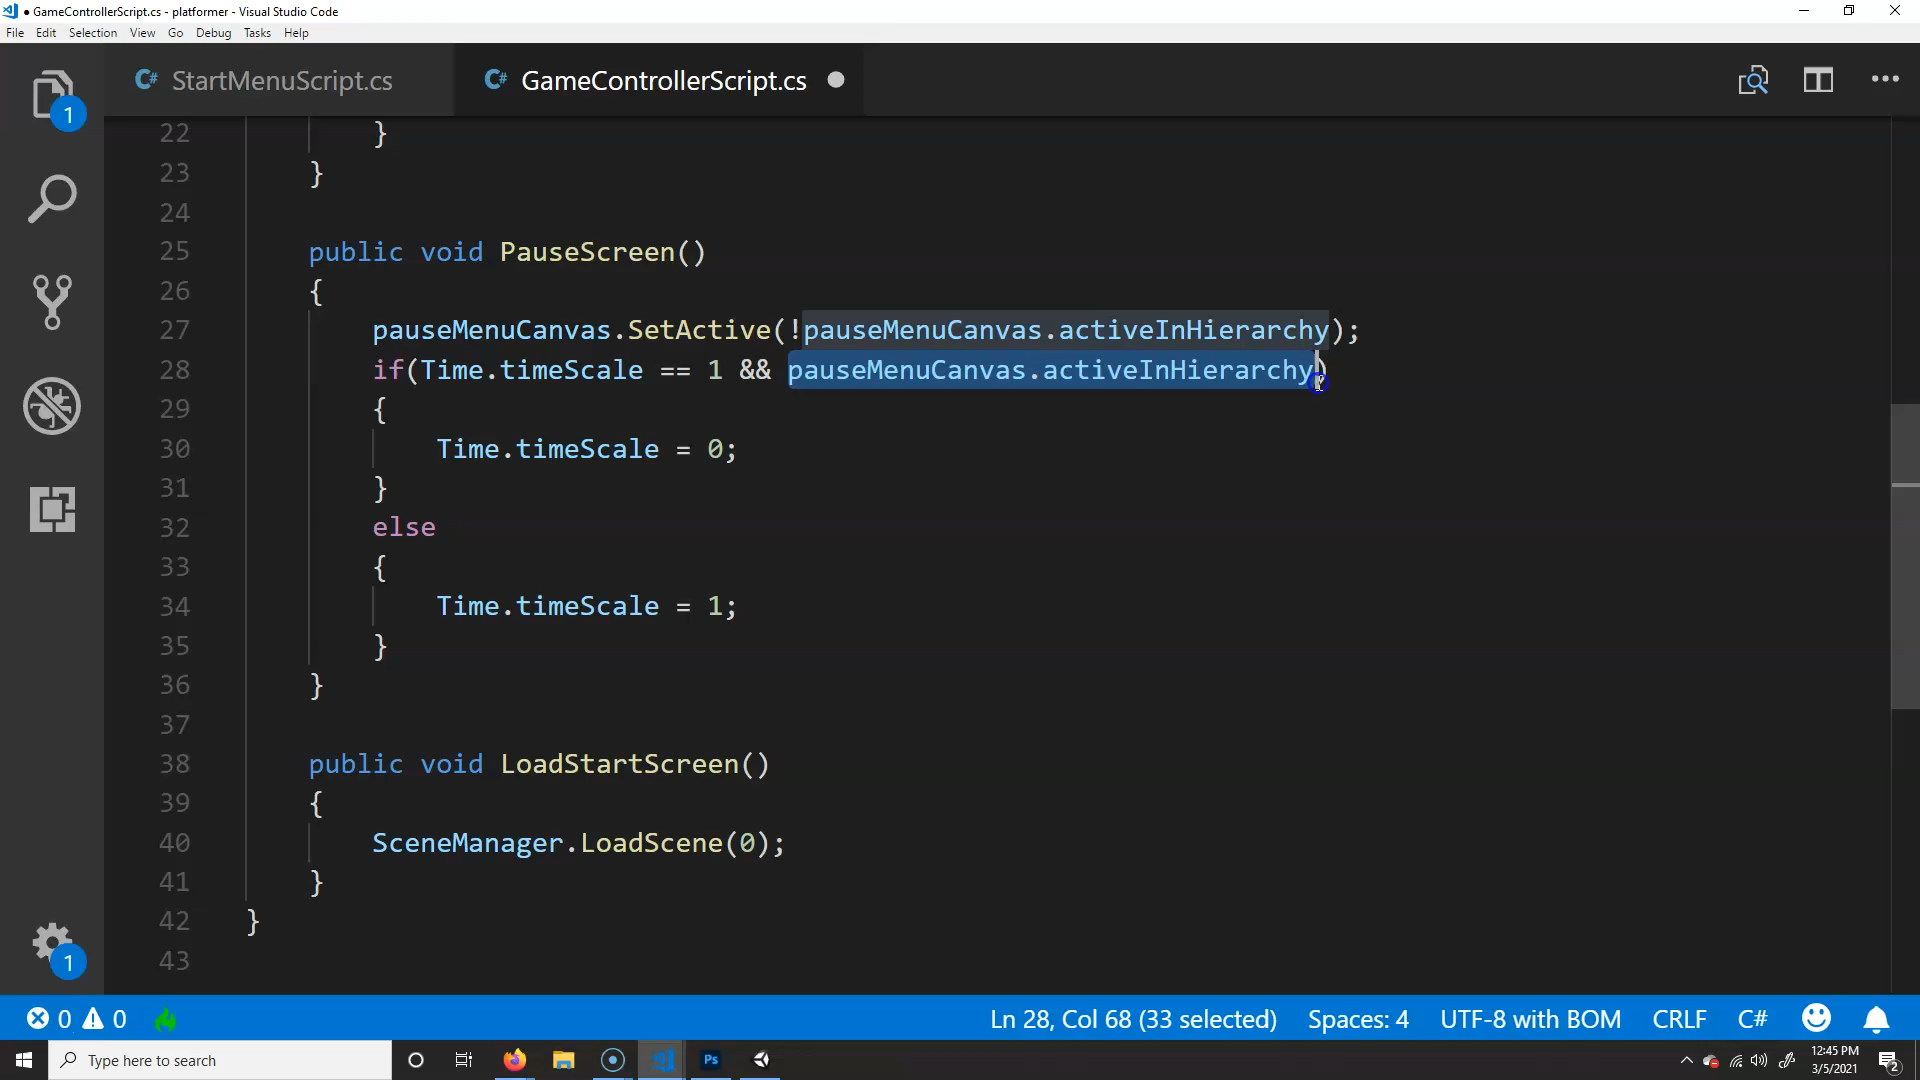 GameControllerScript.cs - platformer - Visual Studio Code
File Edit Selection View Go Debug Tasks Help
StartMenuScript.cs GameControllerScript.cs
1
22 }
23 }
24
25 public void PauseScreen()
26 {
27 pauseMenuCanvas.SetActive(!pauseMenuCanvas.activeInHierarchy);
28 if(Time.timeScale == 1 && pauseMenuCanvas.activeInHierarchy)
29 {
30 Time.timeScale = 0;
31 }
32 else
33 {
34 Time.timeScale = 1;
35 }
36 }
37
38 public void LoadStartScreen()
39 {
40 SceneManager.LoadScene(0);
41 }
42 }
43
1
0 0 Ln 28, Col 68 (33 selected) Spaces: 4 UTF-8 with BOM CRLF C#
Type here to search Ps 12:45 PM
3/5/2021 2